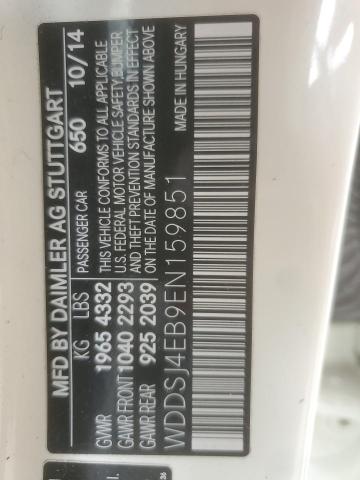 MFD BY DAIMLER AG STUTTGART
KG LBS PASSENGER CAR 650 10/14
GVWR 1965 4332 THIS VEHICLE CONFORMS TO ALL APPLICABLE
GAWR FRONT 1040 2293 U.S. FEDERAL MOTOR VEHICLE SAFETY BUMPER
GAWR REAR 925 2039 AND THEFT PREVENTION STANDARDS IN EFFECT
ON THE DATE OF MANUFACTURE SHOWN ABOVE
WDDSJ4EB9EN159851 MADE IN HUNGARY